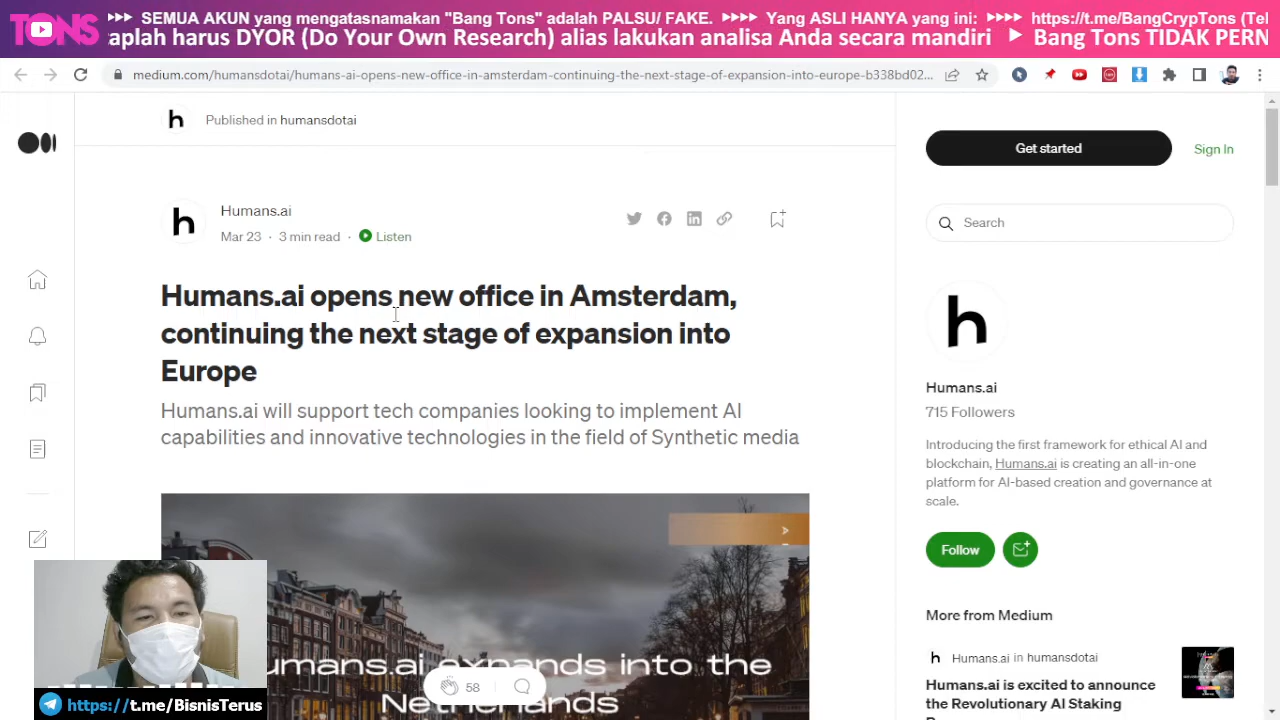 TONS
▻▻▻ SEMUA AKUN yang mengatasnamakan "Bang Tons" adalah PALSU/ FAKE. ▻▻▻▻ Yang ASLI HANYA yang ini: ▻▻▻▻ https://t.me/BangCrypTons (Tel
aplah harus DYOR (Do Your Own Research) alias lakukan analisa Anda secara mandiri ► Bang Tons TIDAK PERN
medium.com/humansdotai/humans-ai-opens-new-office-in-amsterdam-continuing-the-next-stage-of-expansion-into-europe-b338bd02...
h Published in humansdotai
Get started
Sign In
h Humans.ai
Mar 23 · 3 min read · Listen
Search
Humans.ai opens new office in Amsterdam,
continuing the next stage of expansion into
Europe
Humans.ai will support tech companies looking to implement AI
capabilities and innovative technologies in the field of Synthetic media
h
Humans.ai
715 Followers
Introducing the first framework for ethical AI and
blockchain, Humans.ai is creating an all-in-one
platform for AI-based creation and governance at
scale.
Follow
More from Medium
h Humans.ai in humansdotai
Humans.ai is excited to announce
the Revolutionary AI Staking
umans.ai expands into the
Netherlands
58
https://t.me/BisnisTerus